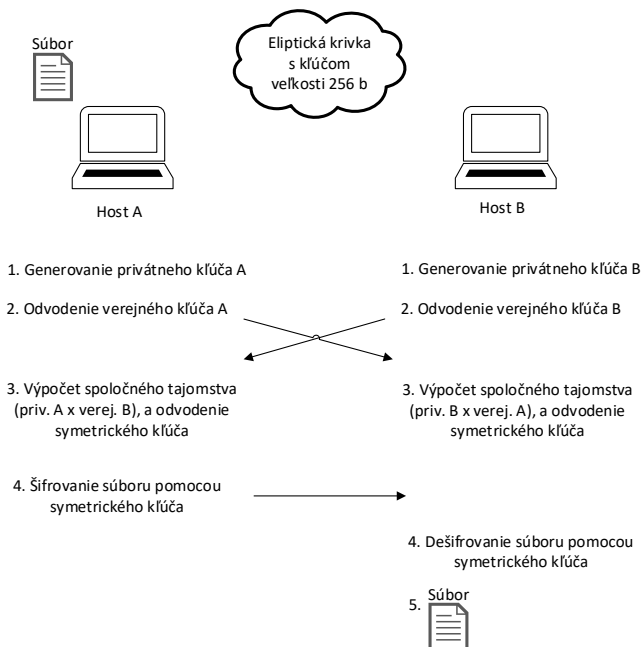 Súbor
Eliptická krivka
s kľúčom
veľkosti 256 b
Host A
Host B
1. Generovanie privátneho kľúča A
1. Generovanie privátneho kľúča B
2. Odvodenie verejného kľúča A
2. Odvodenie verejného kľúča B
3. Výpočet spoločného tajomstva
(priv. A x verej. B), a odvodenie
symetrického kľúča
3. Výpočet spoločného tajomstva
(priv. B x verej. A), a odvodenie
symetrického kľúča
4. Šifrovanie súboru pomocou
symetrického kľúča
4. Dešifrovanie súboru pomocou
symetrického kľúča
5. Súbor